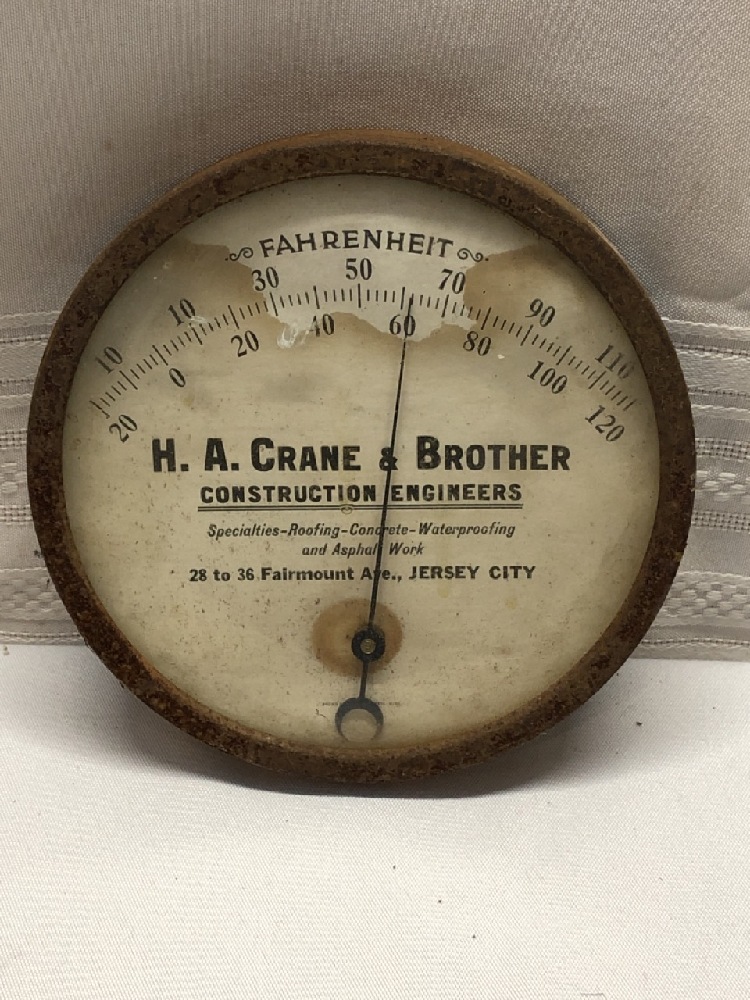 FAHRENHEIT
10 10 30 50 70 90 110
20 0 20 40 60 80 100 120
H. A. CRANE & BROTHER
CONSTRUCTION ENGINEERS
Specialties-Roofing-Concrete-Waterproofing
and Asphalt Work
28 to 36 Fairmount Ave., JERSEY CITY